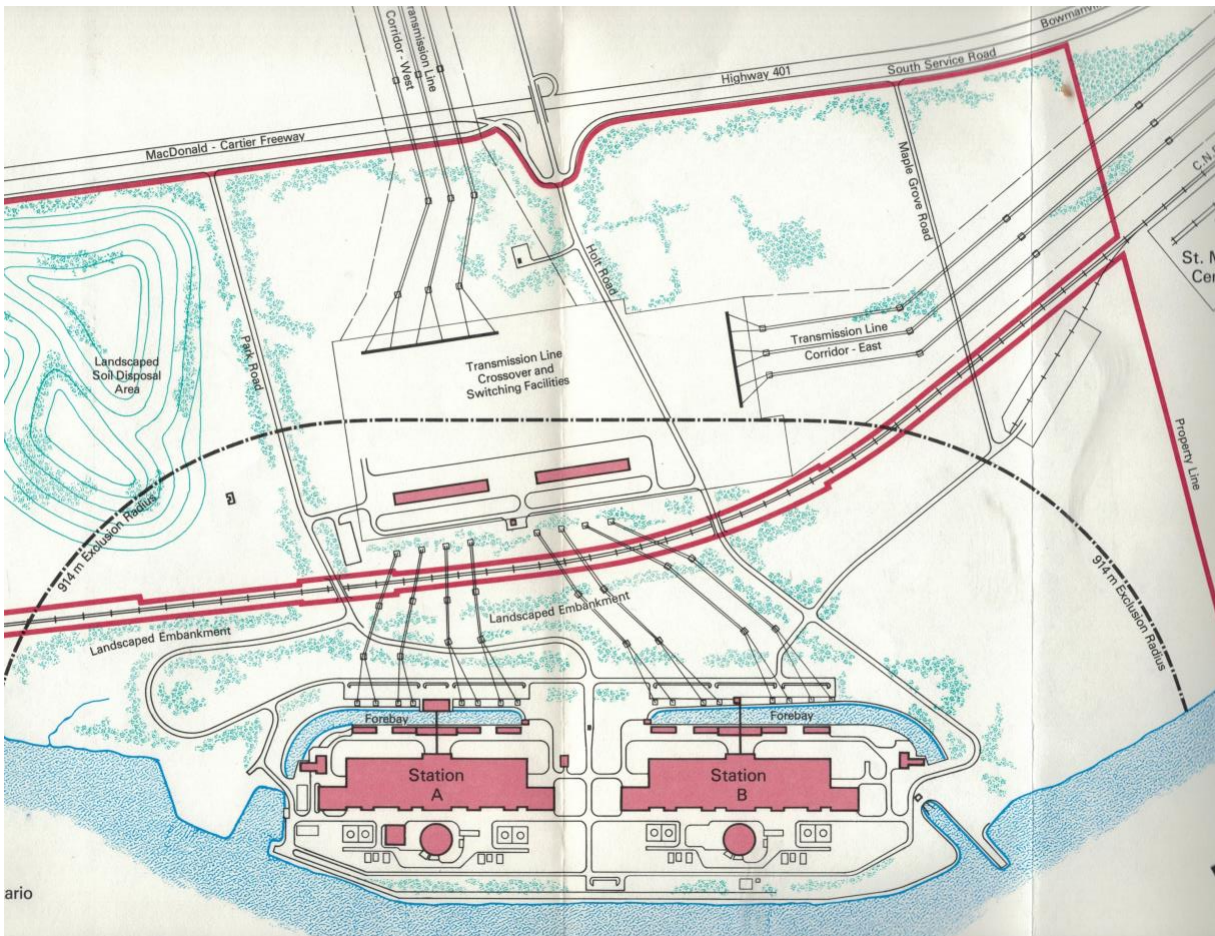 ransmission Line
Corridor - West
Bowmanvi
Highway 401
South Service Road
MacDonald - Cartier Freeway
Maple Grove Road
C.N.
St. M
Cen
Holt Road
Park Road
Landscaped
Soil Disposal
Area
Transmission Line
Crossover and
Switching Facilities
Transmission Line
Corridor - East
Property Line
914 m Exclusion Radius
914 m Exclusion Radius
Landscaped Embankment
Landscaped Embankment
Forebay
Forebay
Station
A
Station
B
ario